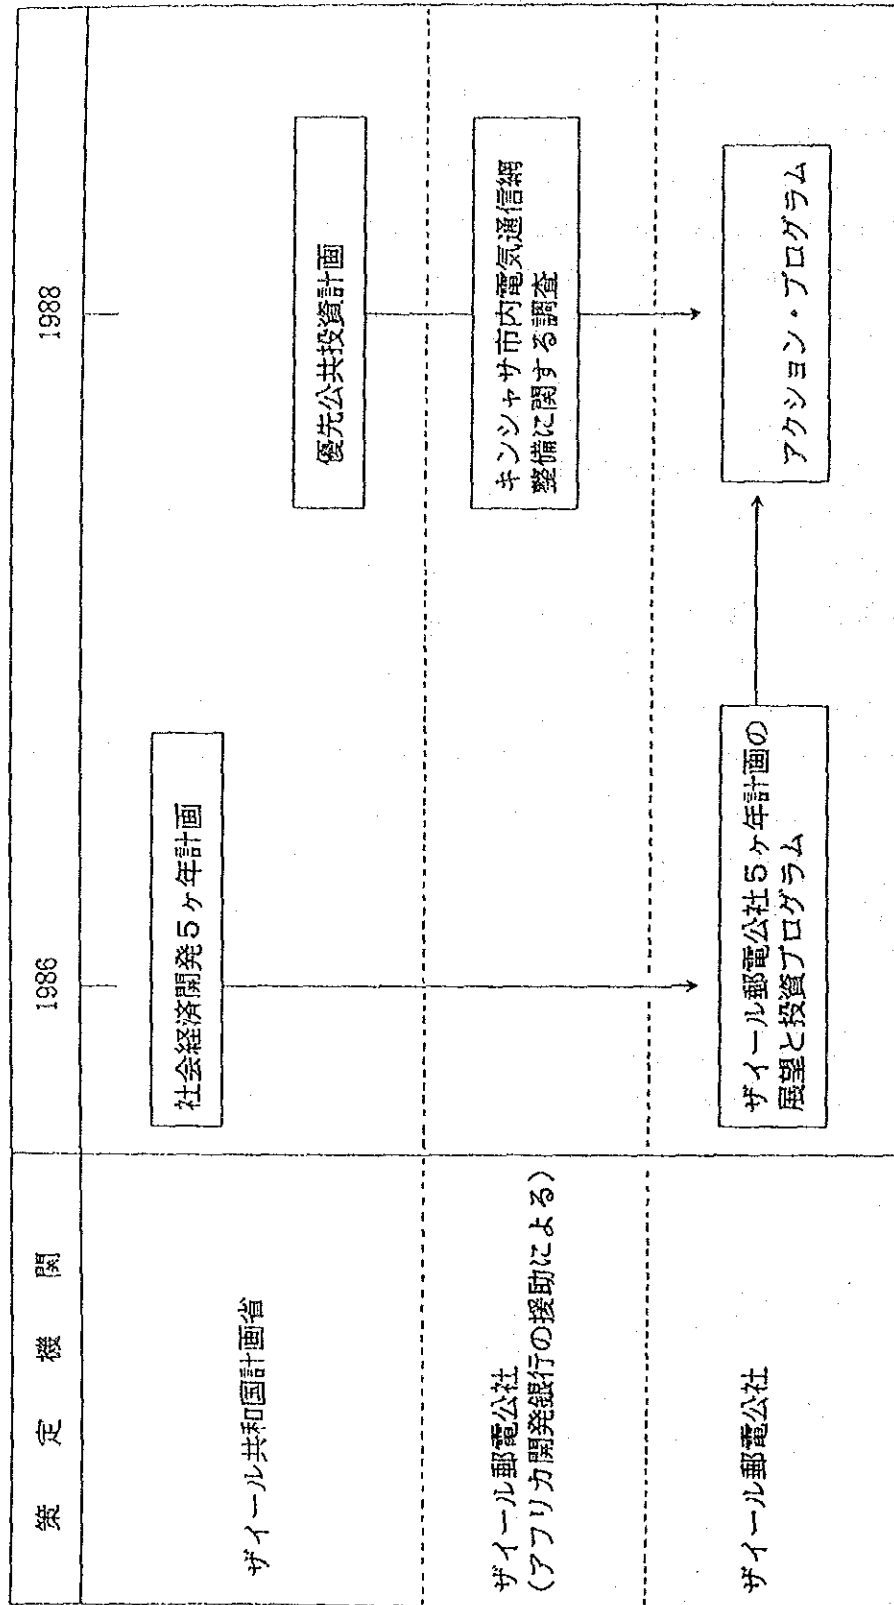 策定機関
1986
1988
ザイール共和国計画省
社会経済開発5ヶ年計画
優先公共投資計画
ザイール郵電公社
(アフリカ開発銀行の援助による)
キンシャサ市内電気通信網
整備に関する調査
ザイール郵電公社
ザイール郵電公社5ヶ年計画の
展望と投資プログラム
アクション・プログラム